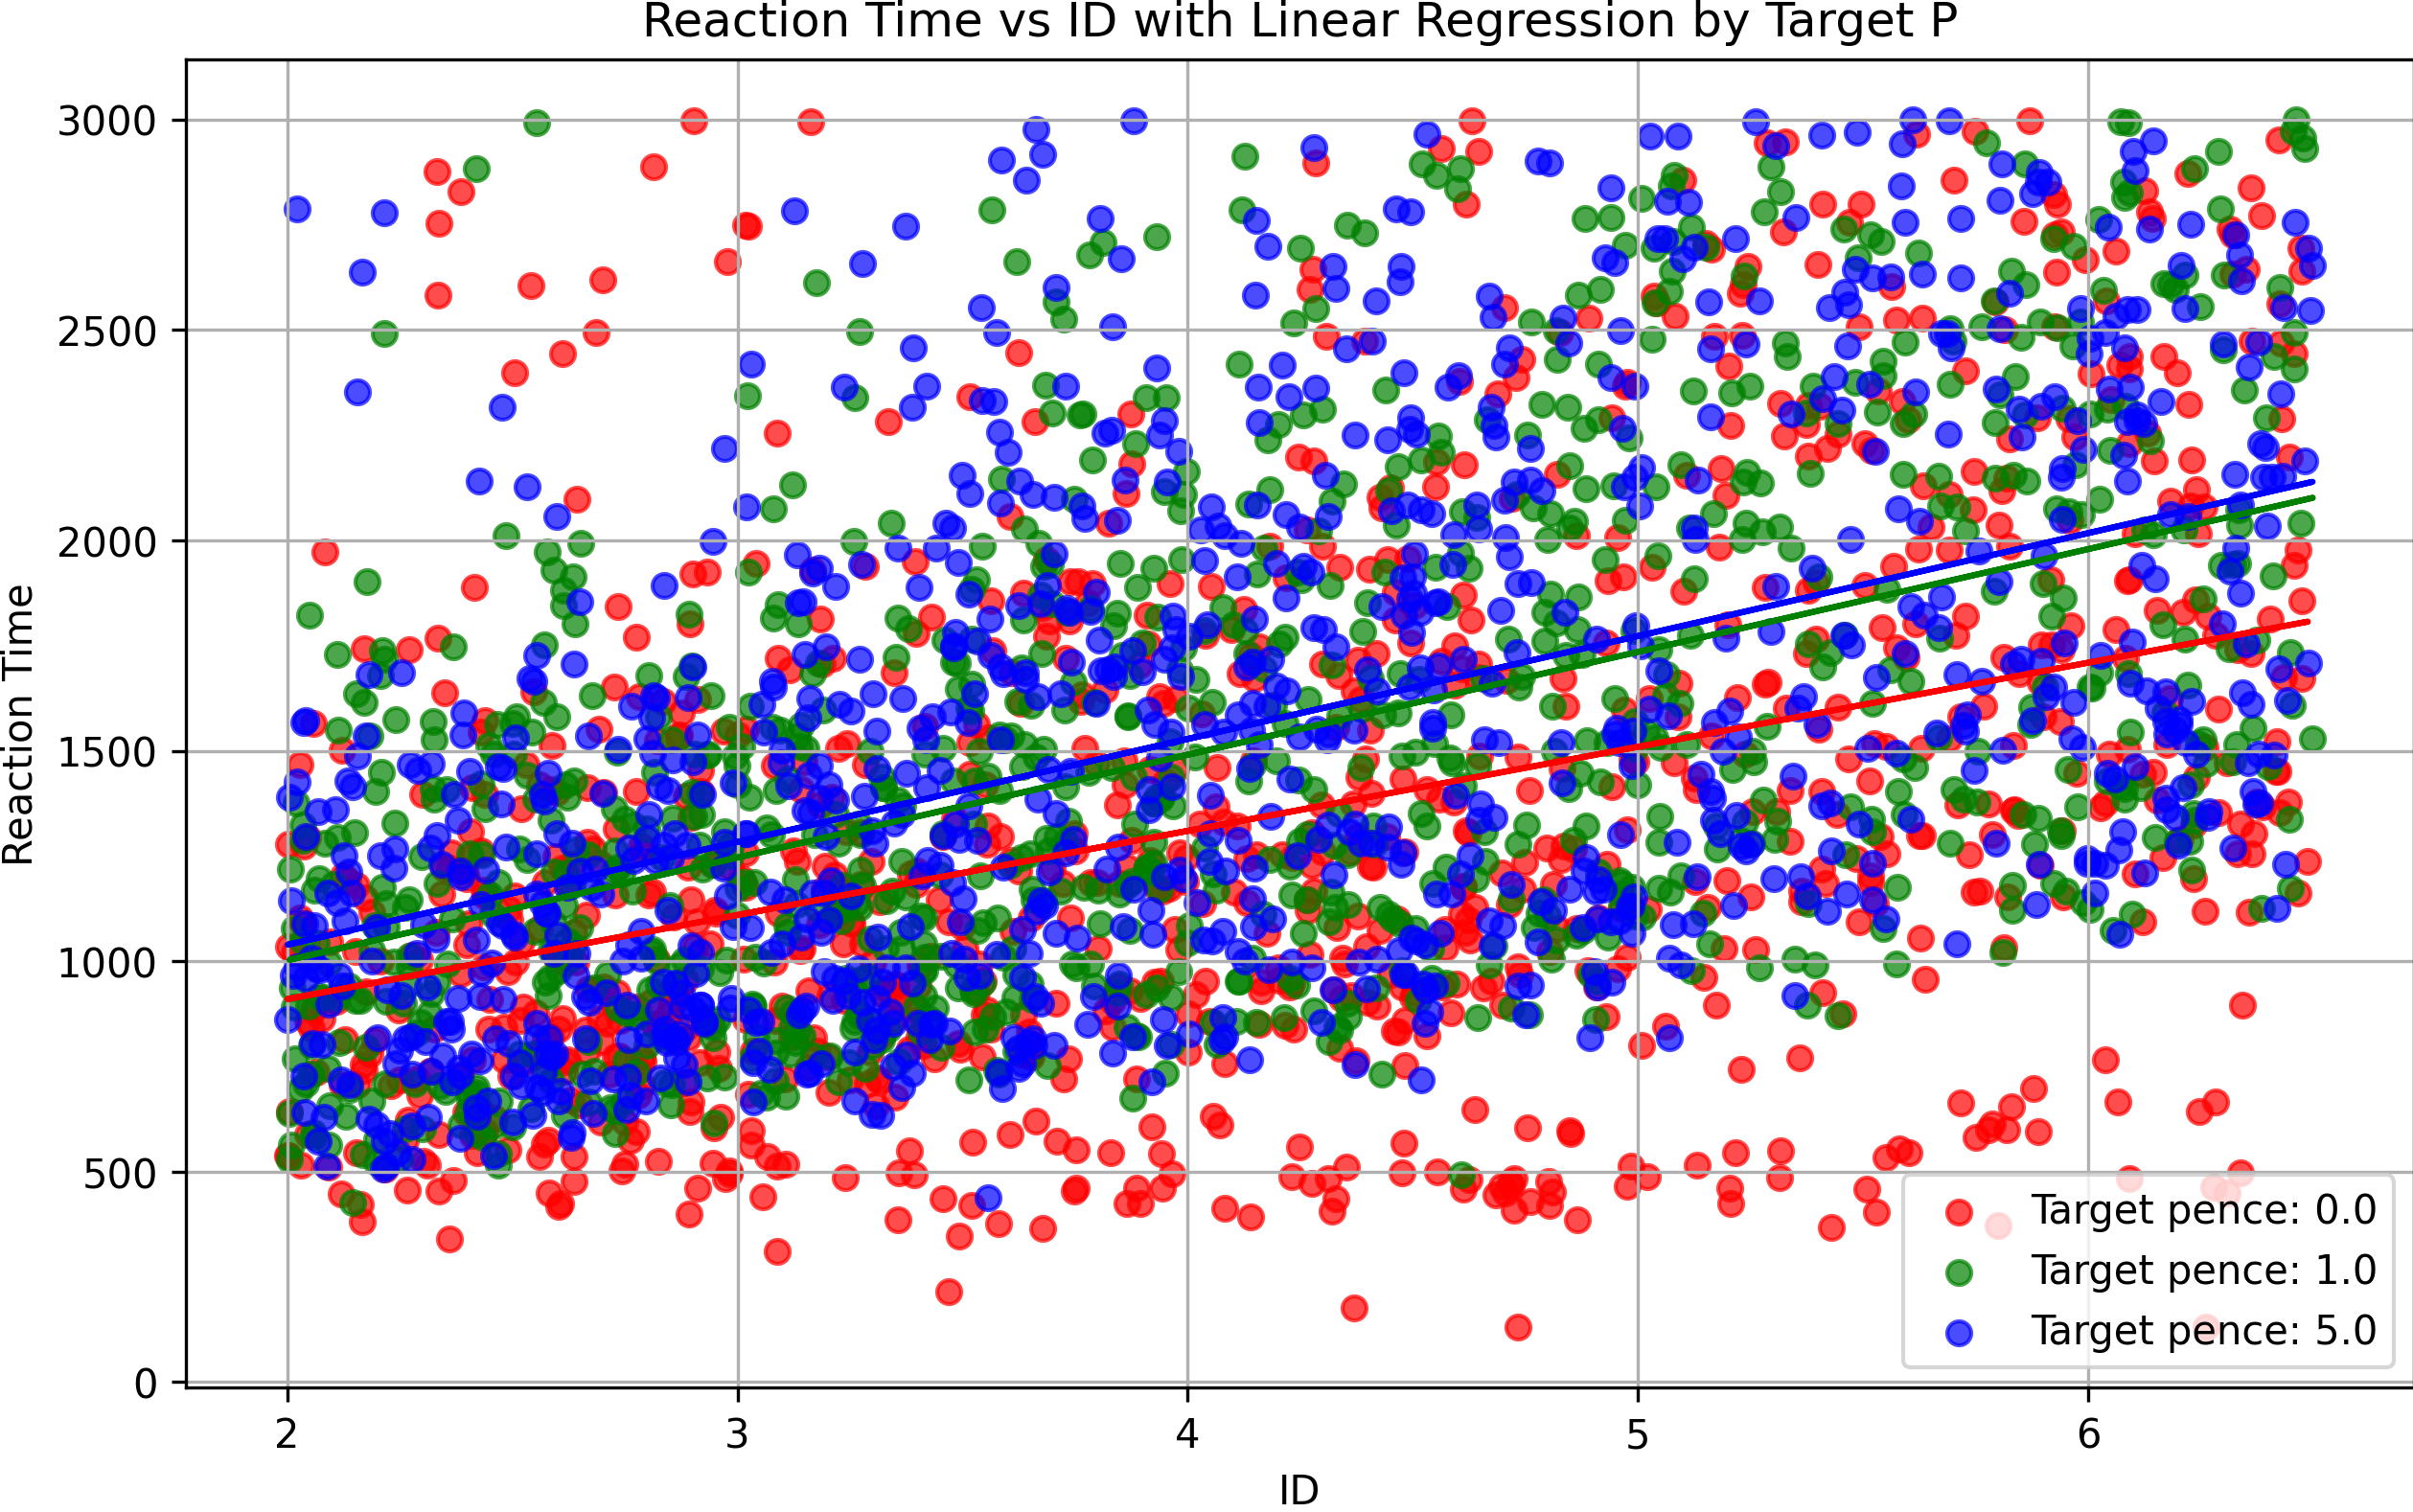 Reaction Time vs ID with Linear Regression by Target P
3000
2500
2000
1500
1000
500
0
Reaction Time
2 3 4 5 6
ID
Target pence: 0.0
Target pence: 1.0
Target pence: 5.0